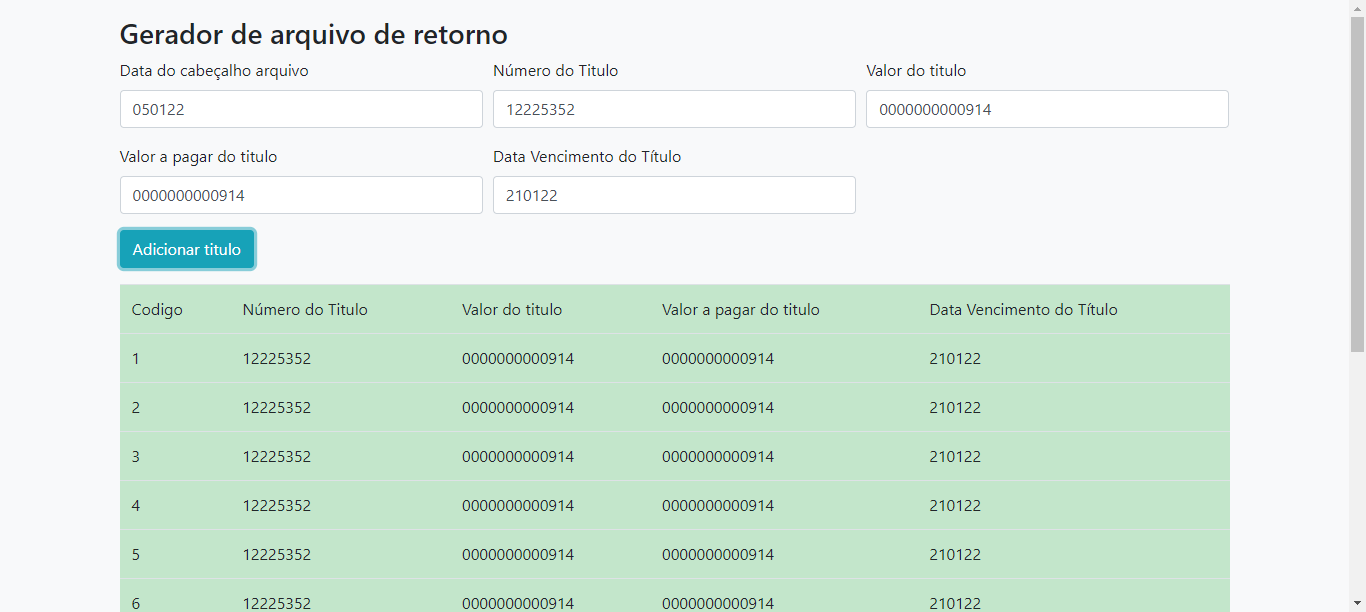 Gerador de arquivo de retorno
Data do cabeçalho arquivo Número do Titulo Valor do titulo
050122 12225352 0000000000914
Valor a pagar do titulo Data Vencimento do Título
0000000000914 210122
Adicionar titulo
Codigo Número do Titulo Valor do titulo Valor a pagar do titulo Data Vencimento do Título
1 12225352 0000000000914 0000000000914 210122
2 12225352 0000000000914 0000000000914 210122
3 12225352 0000000000914 0000000000914 210122
4 12225352 0000000000914 0000000000914 210122
5 12225352 0000000000914 0000000000914 210122
6 12225352 0000000000914 0000000000914 210122